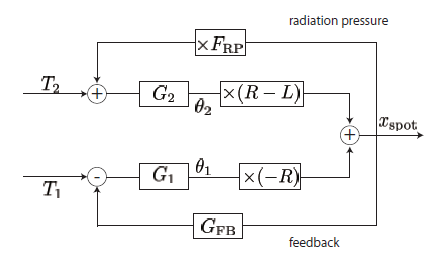 radiation pressure
×F_RP
T_2
+
G_2
θ_2
×(R − L)
+
x_spot
-
T_1
G_1
θ_1
×(−R)
G_FB
feedback